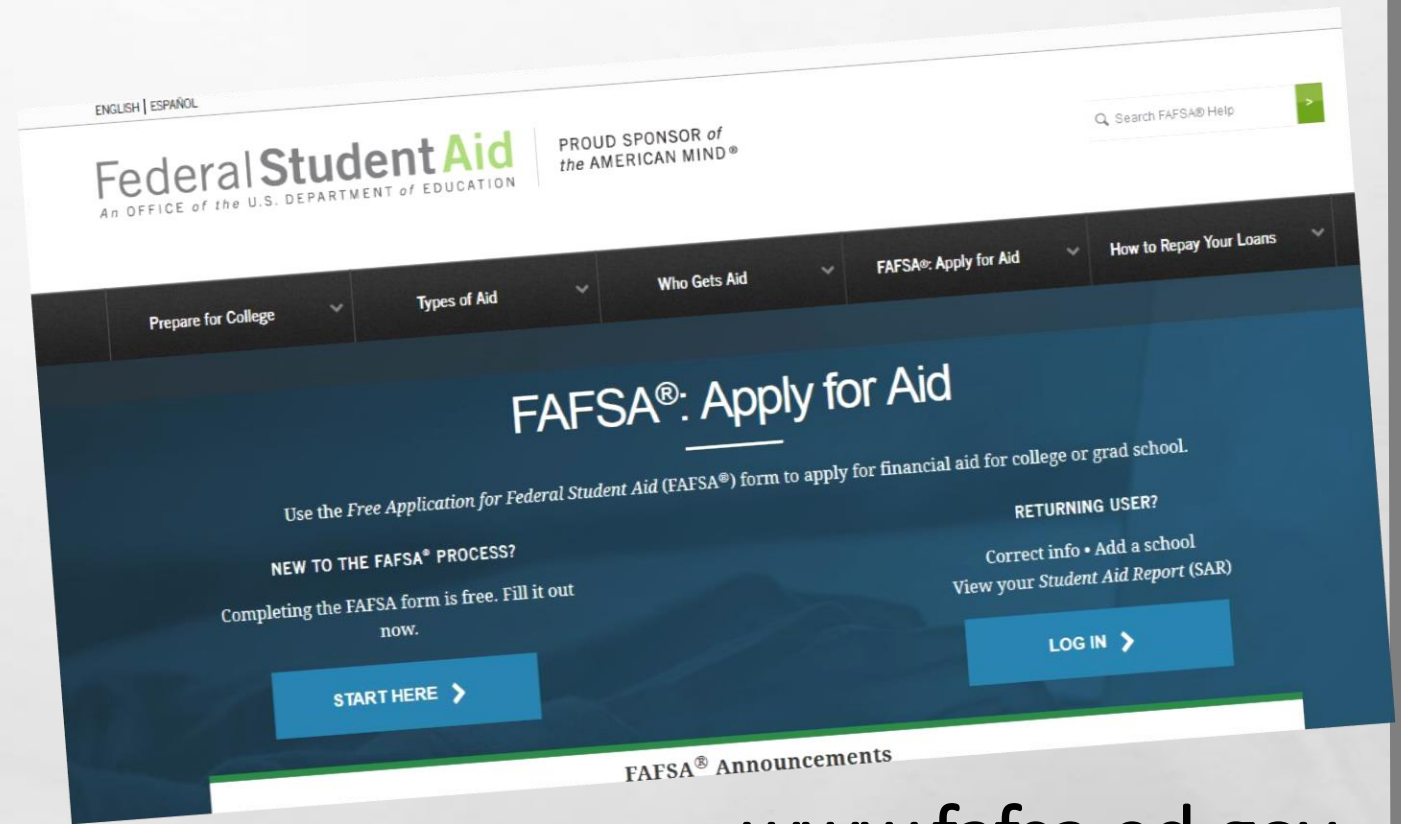 ENGLISH | ESPAÑOL
Federal Student Aid
An OFFICE of the U.S. DEPARTMENT of EDUCATION
PROUD SPONSOR of
the AMERICAN MIND®
Search FAFSA® Help
>
Prepare for College
Types of Aid
Who Gets Aid
FAFSA®: Apply for Aid
How to Repay Your Loans
FAFSA®: Apply for Aid
Use the Free Application for Federal Student Aid (FAFSA®) form to apply for financial aid for college or grad school.
NEW TO THE FAFSA® PROCESS?
Completing the FAFSA form is free. Fill it out
now.
START HERE
RETURNING USER?
Correct info • Add a school
View your Student Aid Report (SAR)
LOG IN
FAFSA® Announcements
www.fafsa.ed.gov